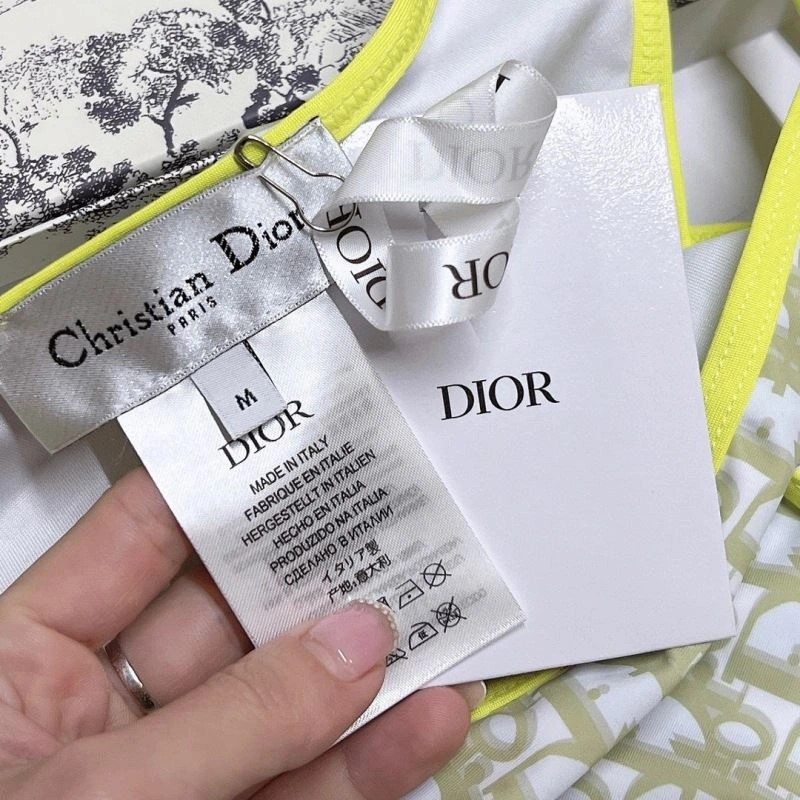 Christian Dior
PARIS
M
DIOR
MADE IN ITALY
FABRIQUE EN ITALIE
HERGESTELLT IN ITALIEN
HECHO EN ITALIA
PRODUZIDO NA ITALIA
СДЕЛАНО В ИТАЛИИ
イタリア製
产地,意大利
DIOR
DIOR
DIOR
DIOR